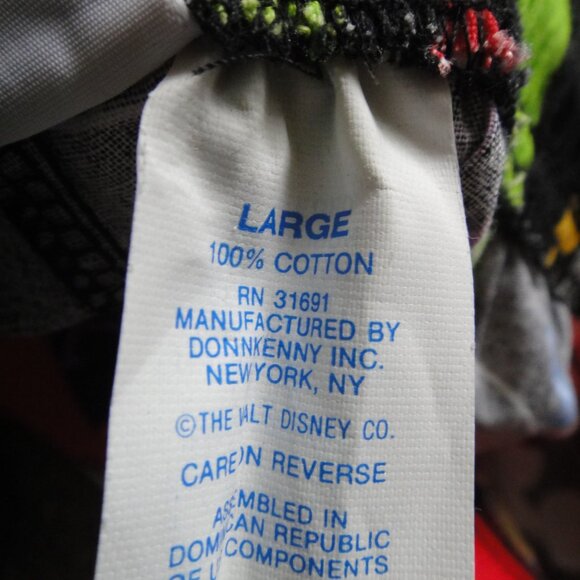 LARGE
100% COTTON
RN 31691
MANUFACTURED BY
DONNKENNY INC.
NEW YORK, NY
©THE WALT DISNEY CO.
CARE ON REVERSE
ASSEMBLED IN
DOMINICAN REPUBLIC
OF U COMPONENTS